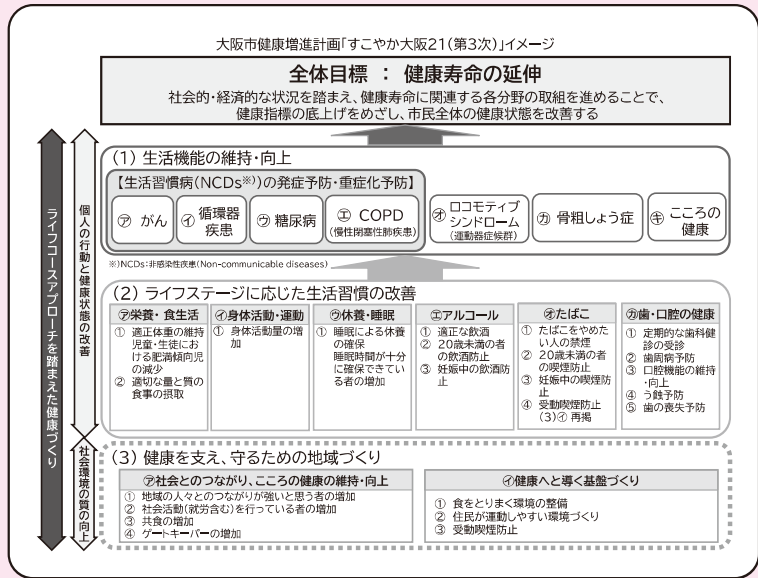 大阪市健康増進計画「すこやか大阪21(第3次)」イメージ
全体目標 ： 健康寿命の延伸
社会的・経済的な状況を踏まえ、健康寿命に関連する各分野の取組を進めることで、
健康指標の底上げをめざし、市民全体の健康状態を改善する
ライフコースアプローチを踏まえた健康づくり
個人の行動と健康状態の改善
社会環境の質の向上
(1) 生活機能の維持・向上
【生活習慣病(NCDs※))の発症予防・重症化予防】
㋐ がん
㋑ 循環器
疾患
㋒ 糖尿病
㋓ COPD
(慢性閉塞性肺疾患)
㋔ ロコモティブ
シンドローム
(運動器症候群)
㋕ 骨粗しょう症
㋖ こころの
健康
※)NCDs:非感染性疾患(Non-communicable diseases)
(2) ライフステージに応じた生活習慣の改善
㋐栄養・食生活
① 適正体重の維持
児童・生徒にお
ける肥満傾向児
の減少
② 適切な量と質の
食事の摂取
㋑身体活動・運動
① 身体活動量の増
加
㋒休養・睡眠
① 睡眠による休養
の確保
睡眠時間が十分
に確保できてい
る者の増加
㋓アルコール
① 適正な飲酒
② 20歳未満の者
の飲酒防止
③ 妊娠中の飲酒防
止
㋔たばこ
① たばこをやめた
い人の禁煙
② 20歳未満の者
の喫煙防止
③ 妊娠中の喫煙防
止
④ 受動喫煙防止
(3)㋑ 再掲
㋕歯・口腔の健康
① 定期的な歯科健
診の受診
② 歯周病予防
③ 口腔機能の維持
・向上
④ う蝕予防
⑤ 歯の喪失予防
(3) 健康を支え、守るための地域づくり
㋐社会とのつながり、こころの健康の維持・向上
① 地域の人々とのつながりが強いと思う者の増加
② 社会活動(就労含む)を行っている者の増加
③ 共食の増加
④ ゲートキーパーの増加
㋑健康へと導く基盤づくり
① 食をとりまく環境の整備
② 住民が運動しやすい環境づくり
③ 受動喫煙防止